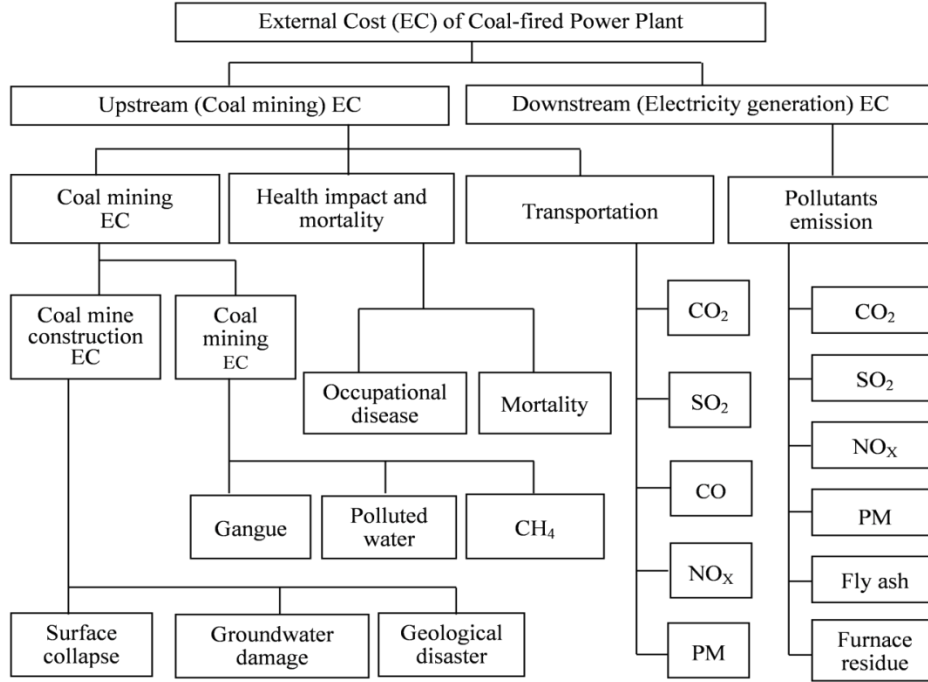 External Cost (EC) of Coal-fired Power Plant
Upstream (Coal mining) EC
Downstream (Electricity generation) EC
Coal mining
EC
Health impact and
mortality
Transportation
Pollutants
emission
Coal mine
construction
EC
Coal
mining
EC
Occupational
disease
Mortality
Gangue
Polluted
water
CH₄
Surface
collapse
Groundwater
damage
Geological
disaster
CO₂
SO₂
CO
NOₓ
PM
CO₂
SO₂
NOₓ
PM
Fly ash
Furnace
residue